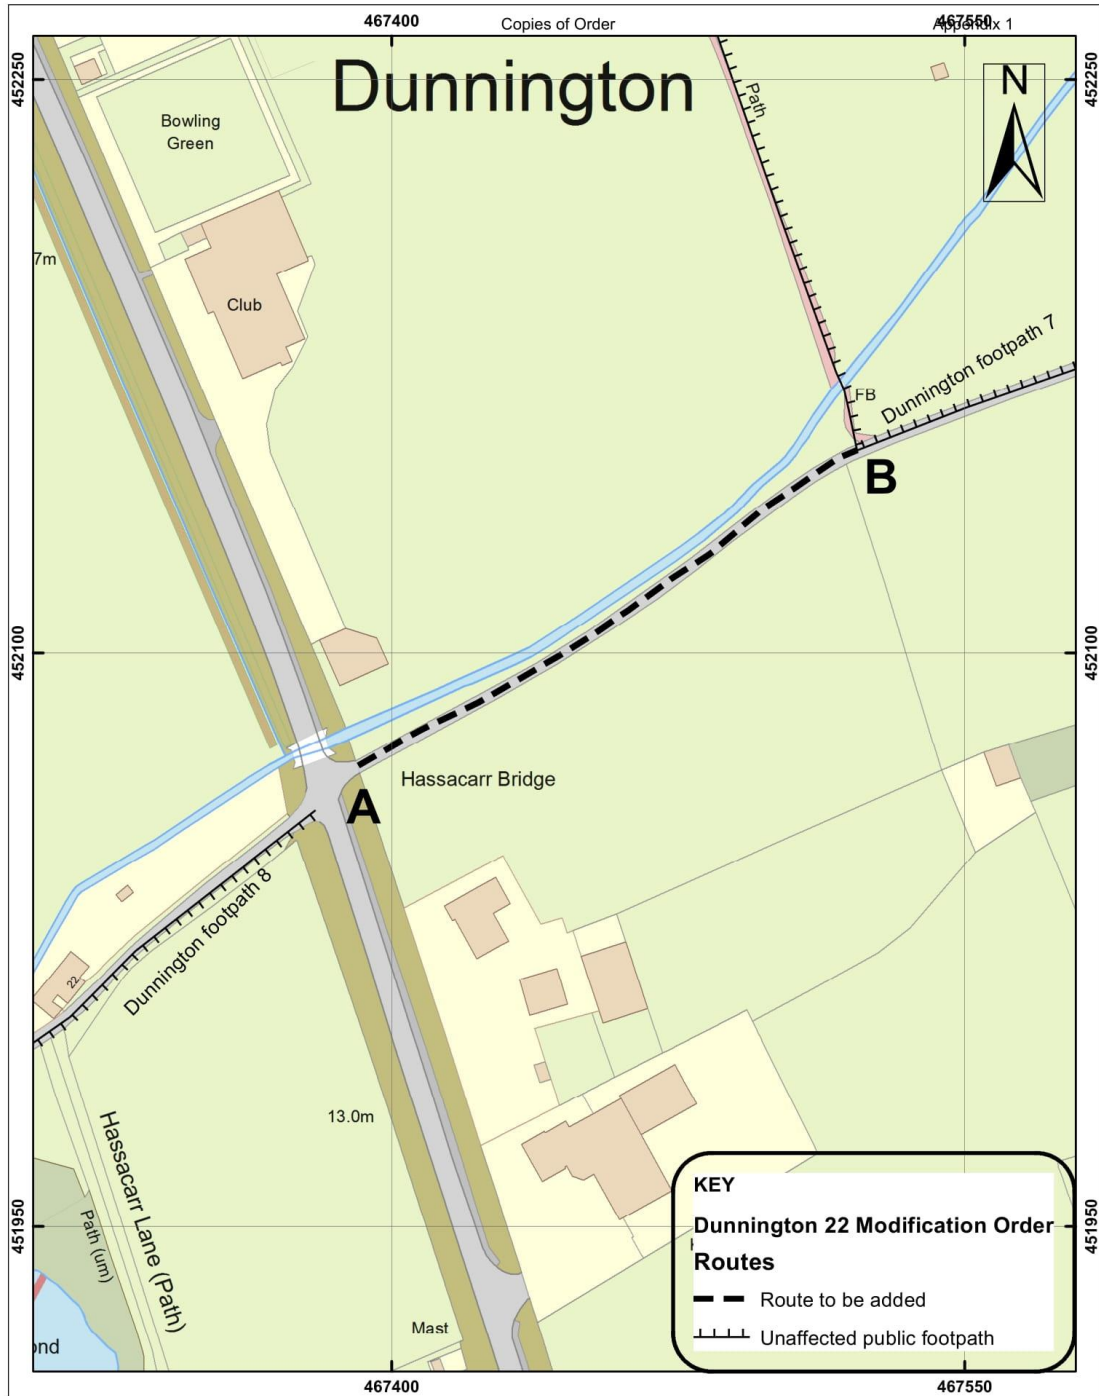 467400
Copies of Order
467550
Appendix 1
452250
452250
Dunnington
N
Path
Bowling
Green
7m
Club
Dunnington footpath 7
FB
B
452100
452100
Hassacarr Bridge
A
Dunnington footpath 8
22
13.0m
Hassacarr Lane (Path)
Path (um)
451950
451950
KEY
Dunnington 22 Modification Order
Routes
Route to be added
Unaffected public footpath
Mast
ond
467400
467550